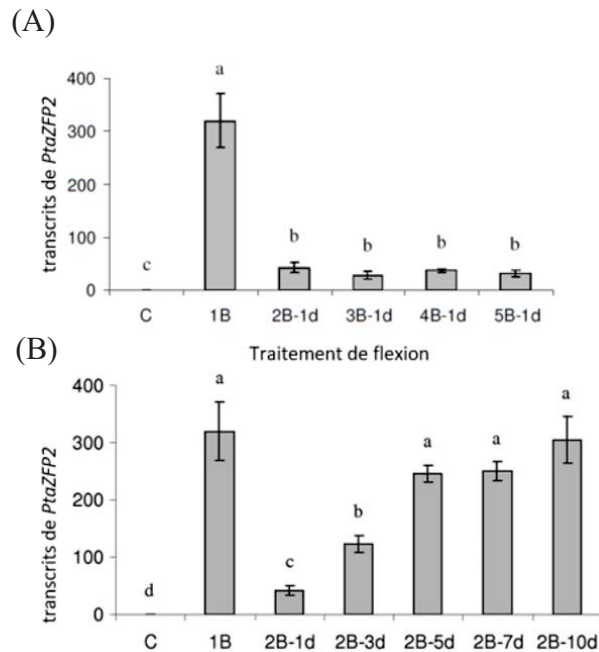 (A)
transcrits de PtaZFP2
400
300
200
100
0
c
a
b
b
b
b
C 1B 2B-1d 3B-1d 4B-1d 5B-1d
Traitement de flexion
(B)
transcrits de PtaZFP2
400
300
200
100
0
d
a
c
b
a
a
a
C 1B 2B-1d 2B-3d 2B-5d 2B-7d 2B-10d